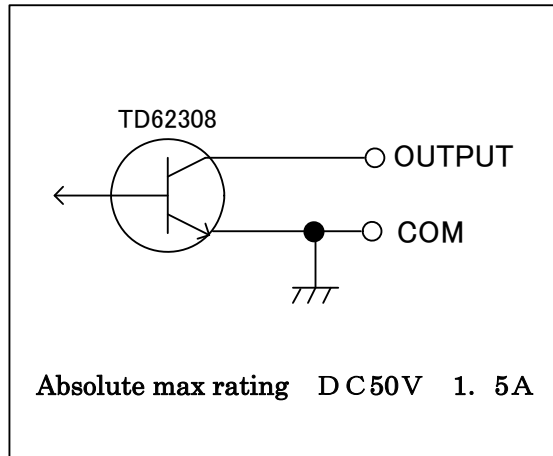 TD62308
OUTPUT
COM
Absolute max rating ＤＣ50Ｖ 1. 5A